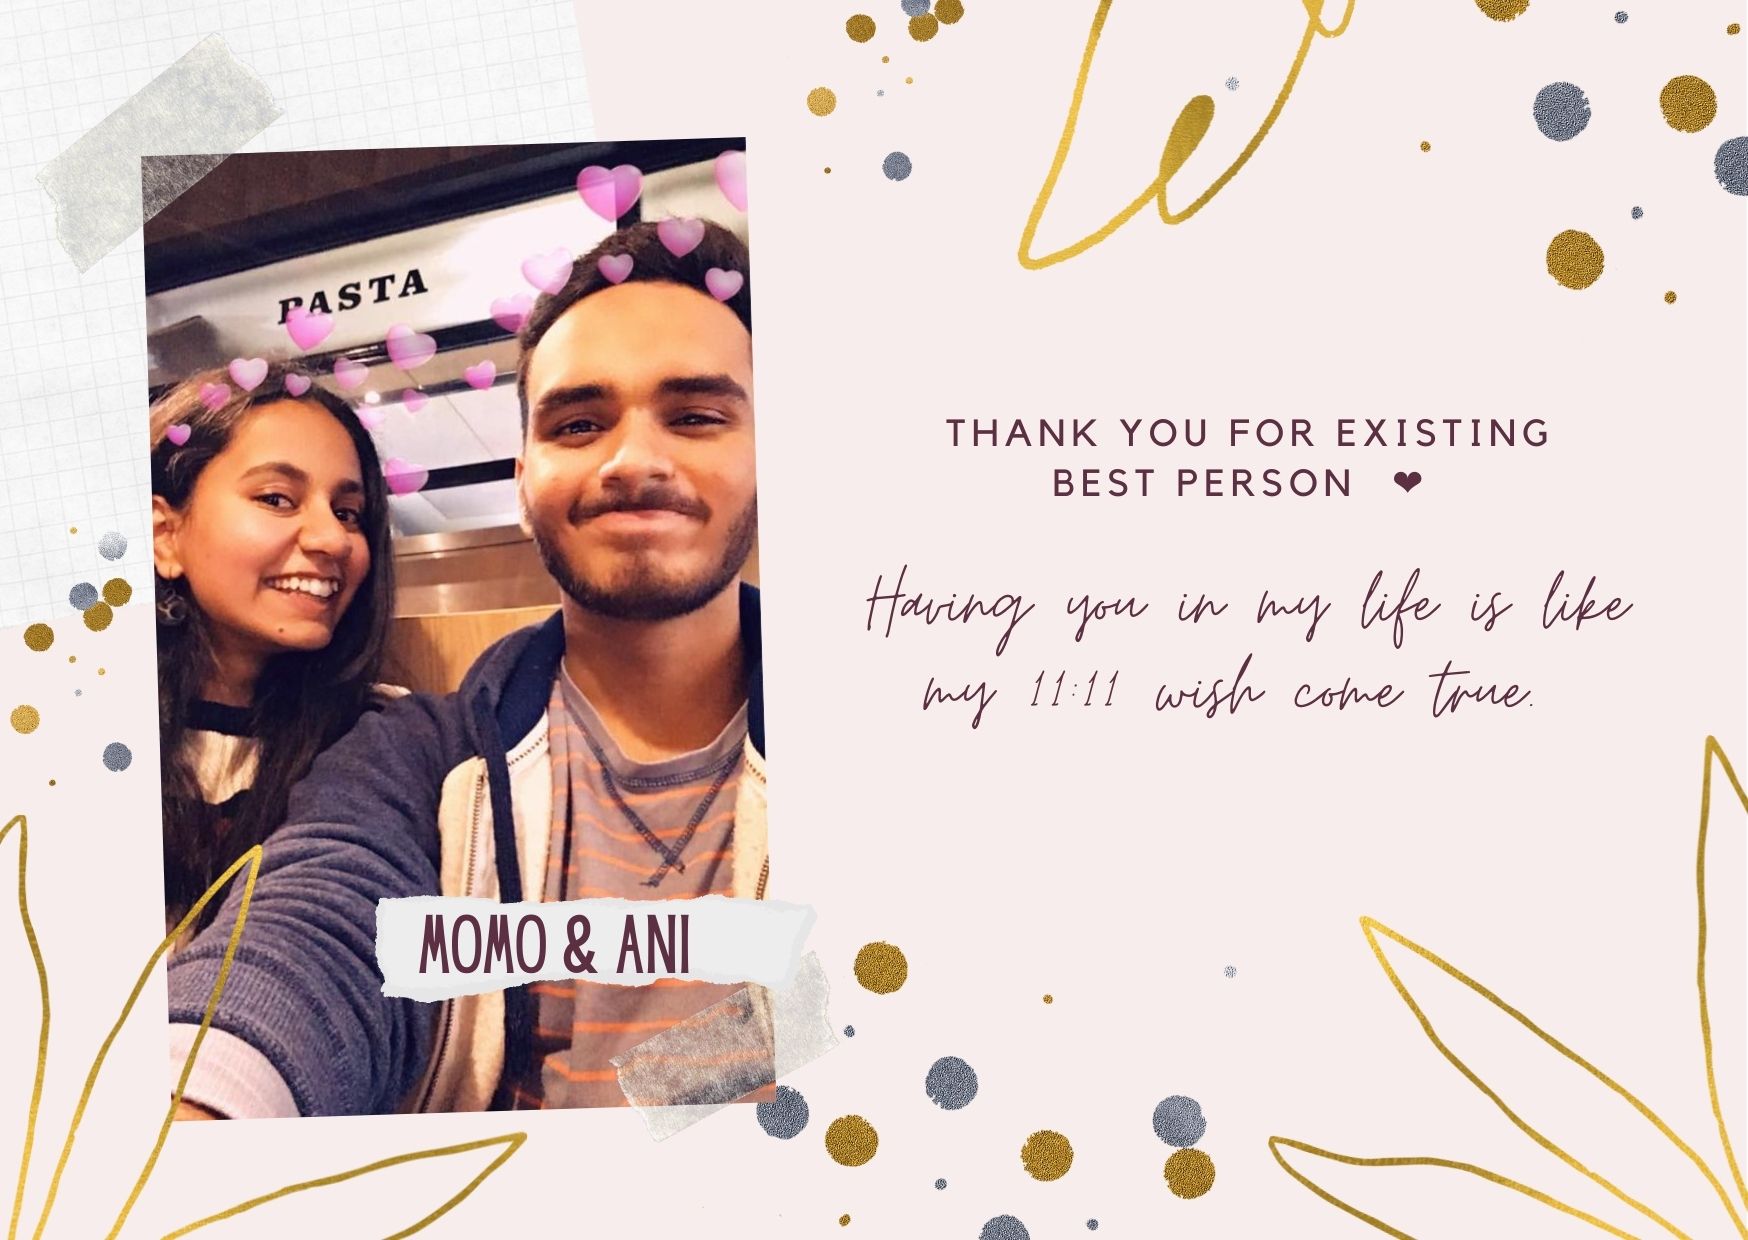 PASTA
THANK YOU FOR EXISTING
BEST PERSON ❤
Having you in my life is like
my 11:11 wish come true.
MOMO & ANI